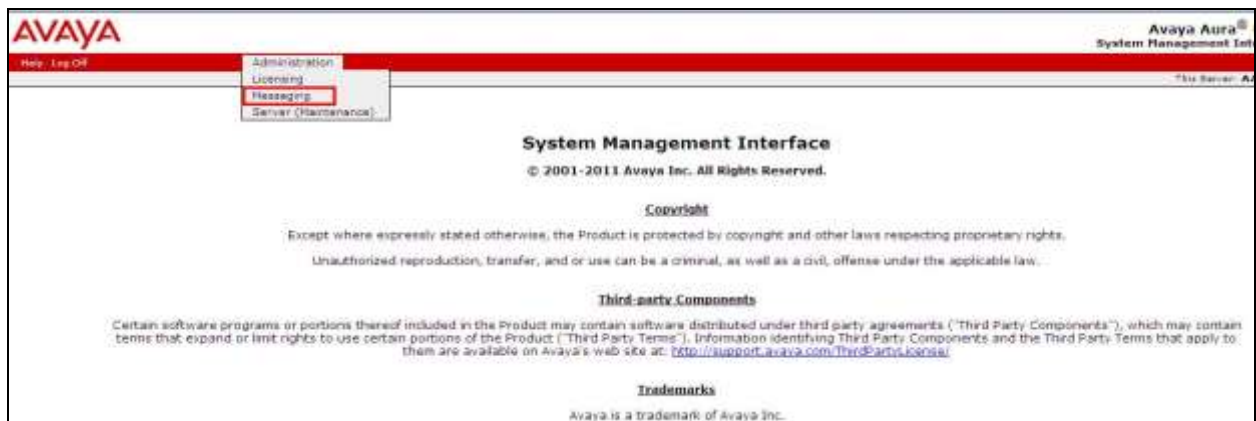 AVAYA
Avaya Aura®
System Management Int
Help Log Off
Administration
This Server: A
Licensing
Messaging
Server (Maintenance)
System Management Interface
© 2001-2011 Avaya Inc. All Rights Reserved.
Copyright
Except where expressly stated otherwise, the Product is protected by copyright and other laws respecting proprietary rights.
Unauthorized reproduction, transfer, and or use can be a criminal, as well as a civil, offense under the applicable law.
Third-party Components
Certain software programs or portions thereof included in the Product may contain software distributed under third party agreements ("Third Party Components"), which may contain
terms that expand or limit rights to use certain portions of the Product ("Third Party Terms"). Information identifying Third Party Components and the Third Party Terms that apply to
them are available on Avaya's web site at: http://support.avaya.com/ThirdPartyLicense/
Trademarks
Avaya is a trademark of Avaya Inc.